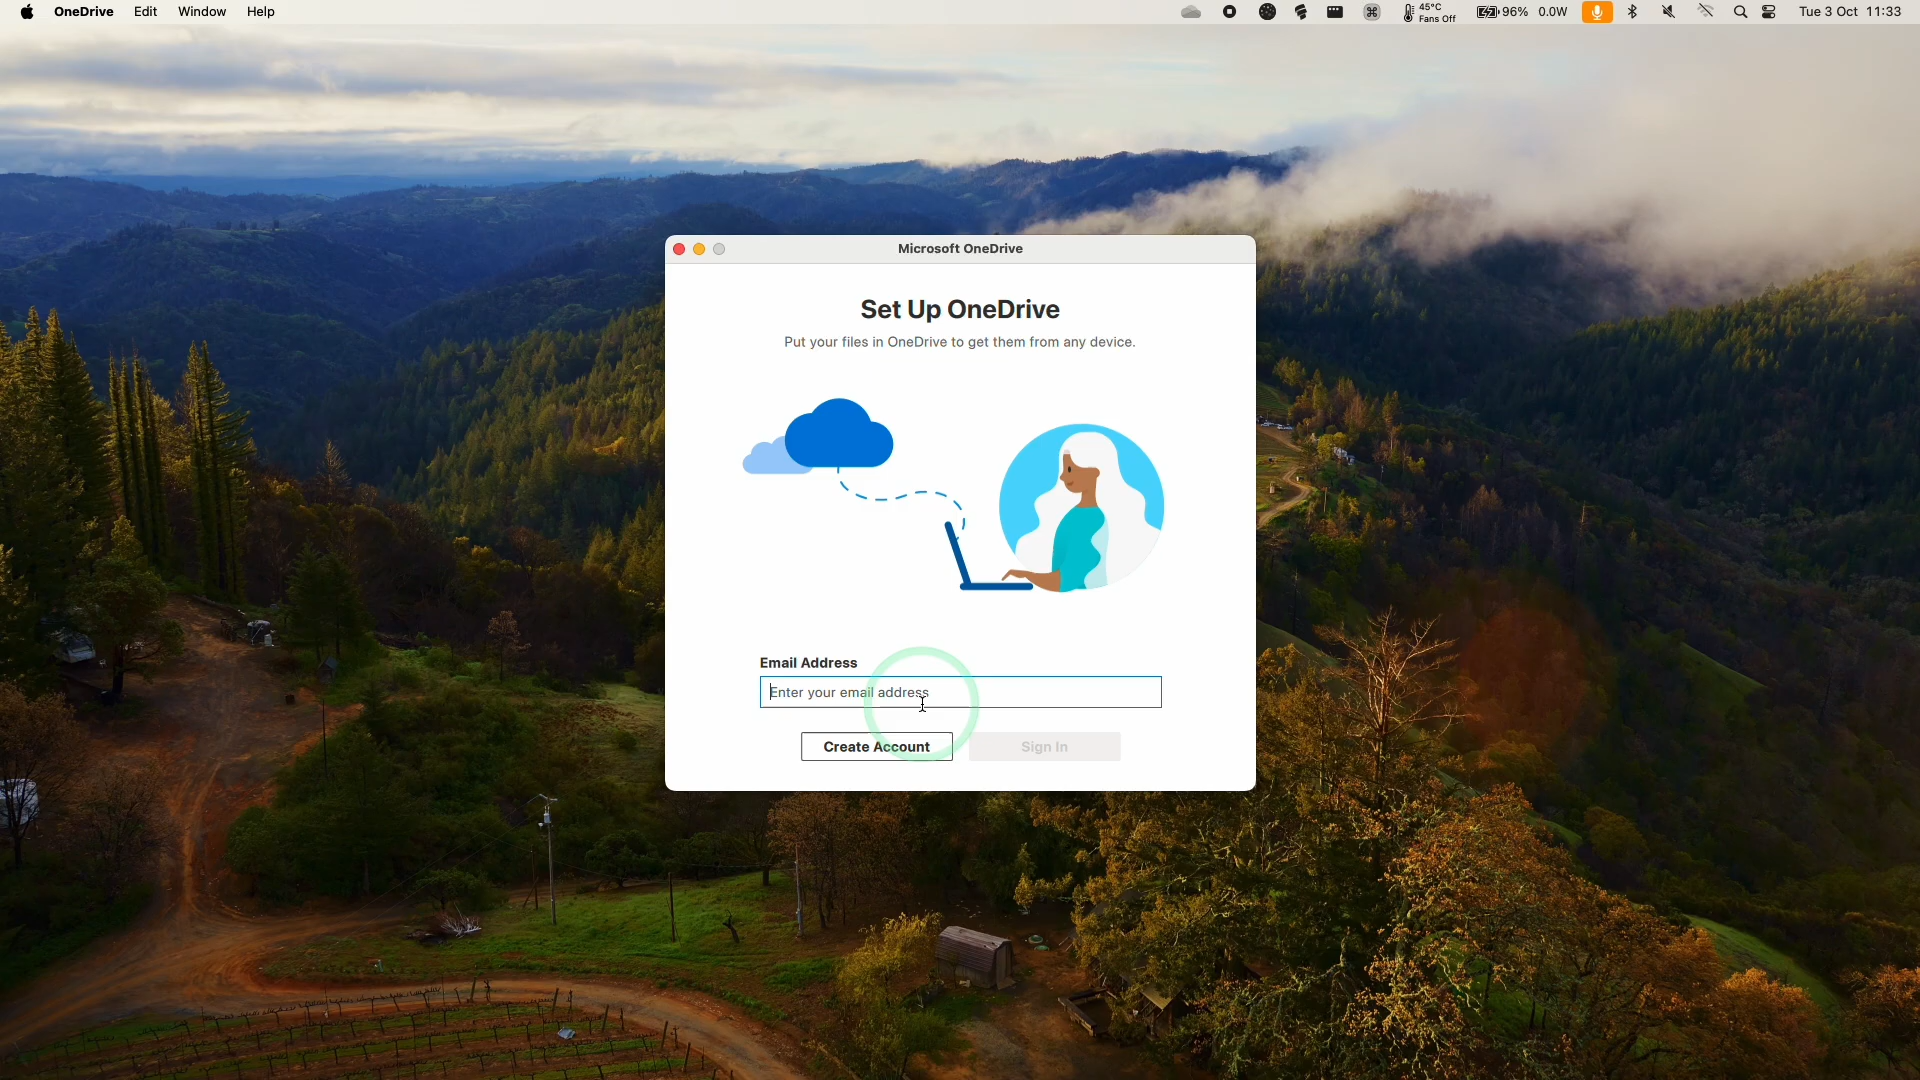 OneDrive Edit Window Help 45°C Fans Off 96% 0.0W Tue 3 Oct 11:33
Microsoft OneDrive
Set Up OneDrive
Put your files in OneDrive to get them from any device.
Email Address
Enter your email address
Create Account Sign In